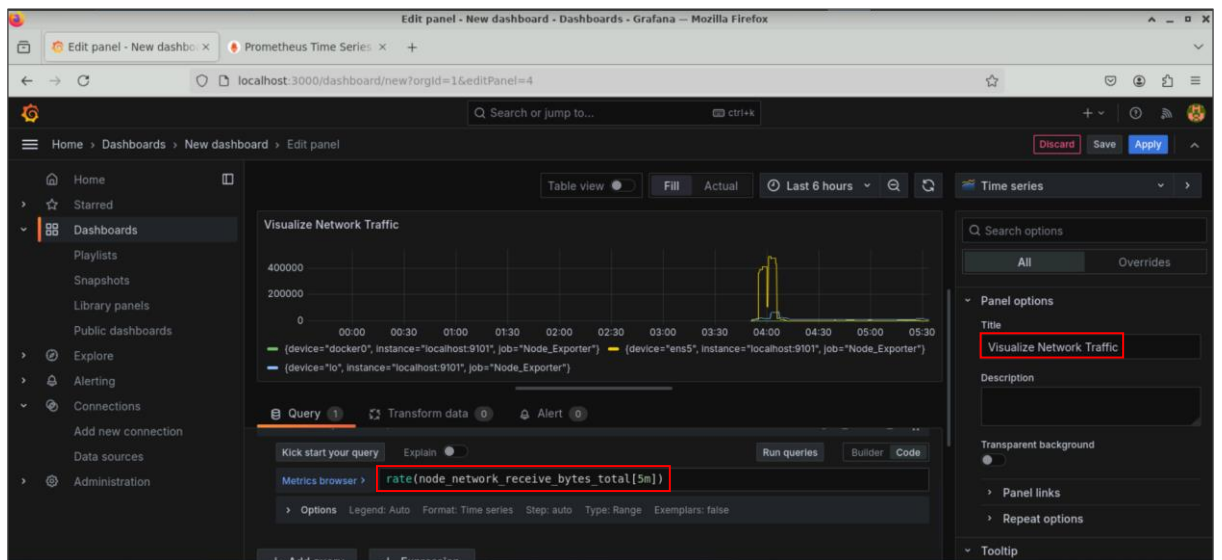 Edit panel - New dashboard - Dashboards - Grafana — Mozilla Firefox
Edit panel - New dashbo
Prometheus Time Series
localhost:3000/dashboard/new?orgId=1&editPanel=4
Search or jump to...
ctrl+k
Home › Dashboards › New dashboard › Edit panel
Discard
Save
Apply
Home
Starred
Dashboards
Playlists
Snapshots
Library panels
Public dashboards
Explore
Alerting
Connections
Add new connection
Data sources
Administration
Table view
Fill
Actual
Last 6 hours
Visualize Network Traffic
400000
200000
0
00:00 00:30 01:00 01:30 02:00 02:30 03:00 03:30 04:00 04:30 05:00 05:30
{device="docker0", instance="localhost:9101", job="Node_Exporter"} {device="ens5", instance="localhost:9101", job="Node_Exporter"}
{device="lo", instance="localhost:9101", job="Node_Exporter"}
Query 1
Transform data 0
Alert 0
Kick start your query
Explain
Run queries
Builder
Code
Metrics browser ›
rate(node_network_receive_bytes_total[5m])
Options Legend: Auto Format: Time series Step: auto Type: Range Exemplars: false
+ Add query
+ Expression
Time series
Search options
All
Overrides
Panel options
Title
Visualize Network Traffic
Description
Transparent background
Panel links
Repeat options
Tooltip